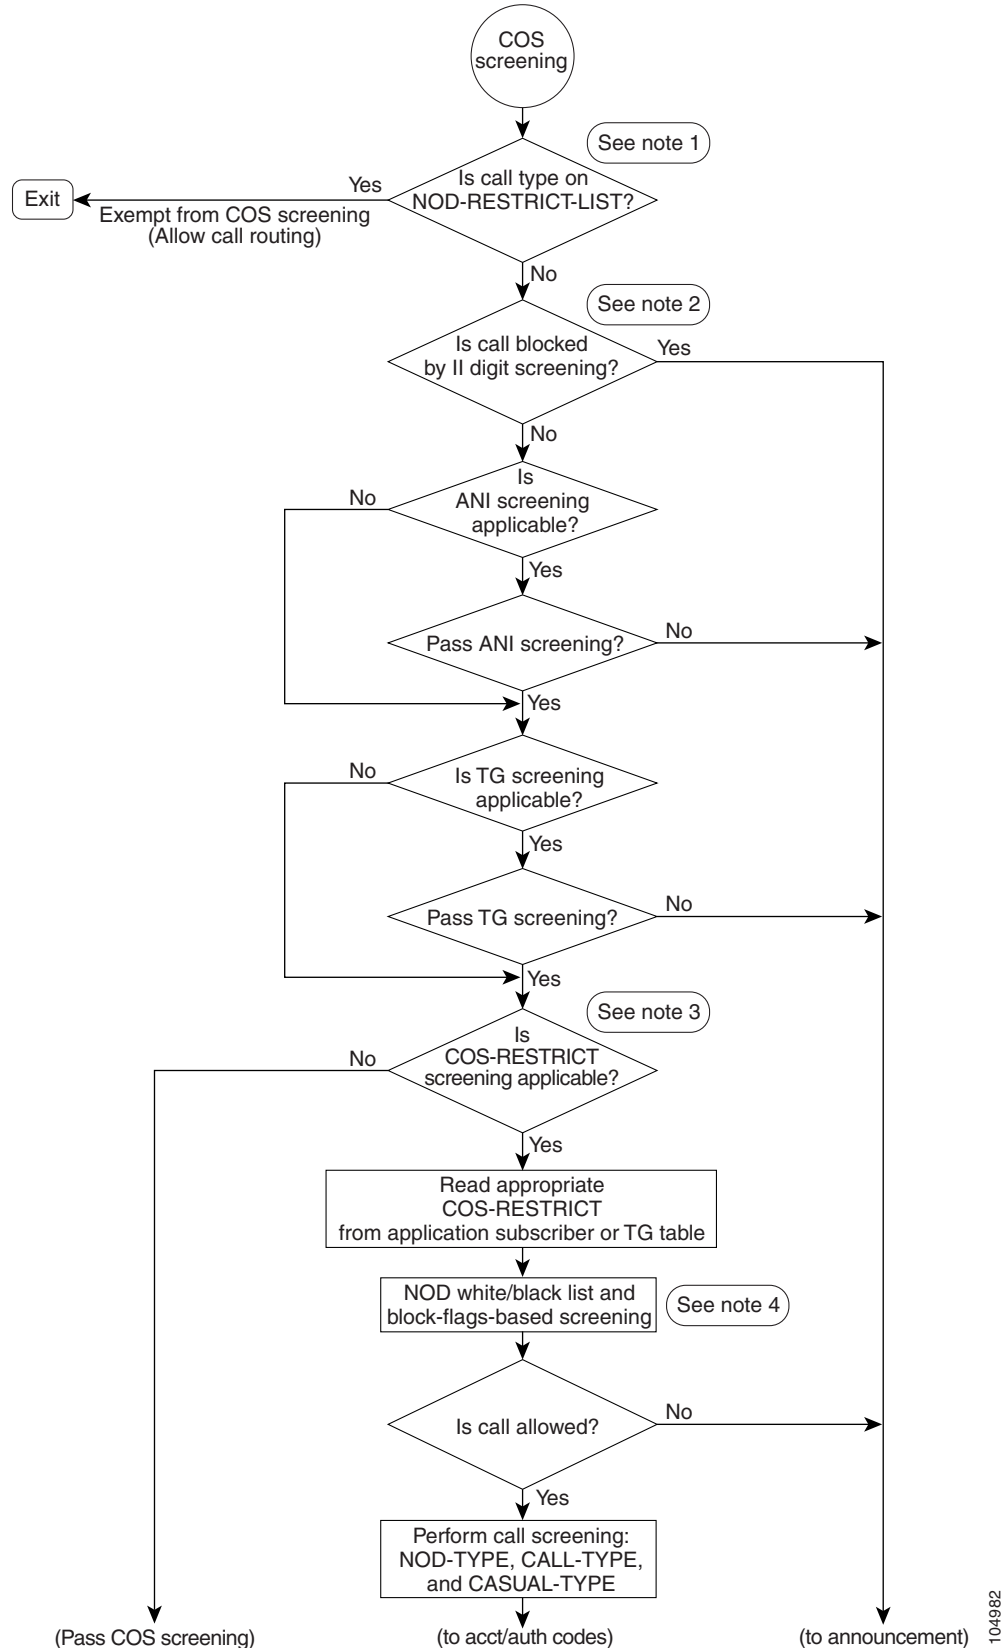 COS
screening
See note 1
Is call type on
NOD-RESTRICT-LIST?
Yes
Exit
Exempt from COS screening
(Allow call routing)
No
See note 2
Is call blocked
by II digit screening?
Yes
No
Is
ANI screening
applicable?
No
Yes
Pass ANI screening?
No
Yes
Is TG screening
applicable?
No
Yes
Pass TG screening?
No
Yes
See note 3
Is
COS-RESTRICT
screening applicable?
No
Yes
Read appropriate
COS-RESTRICT
from application subscriber or TG table
NOD white/black list and
block-flags-based screening
See note 4
Is call allowed?
No
Yes
Perform call screening:
NOD-TYPE, CALL-TYPE,
and CASUAL-TYPE
(Pass COS screening)
(to acct/auth codes)
(to announcement)
104982